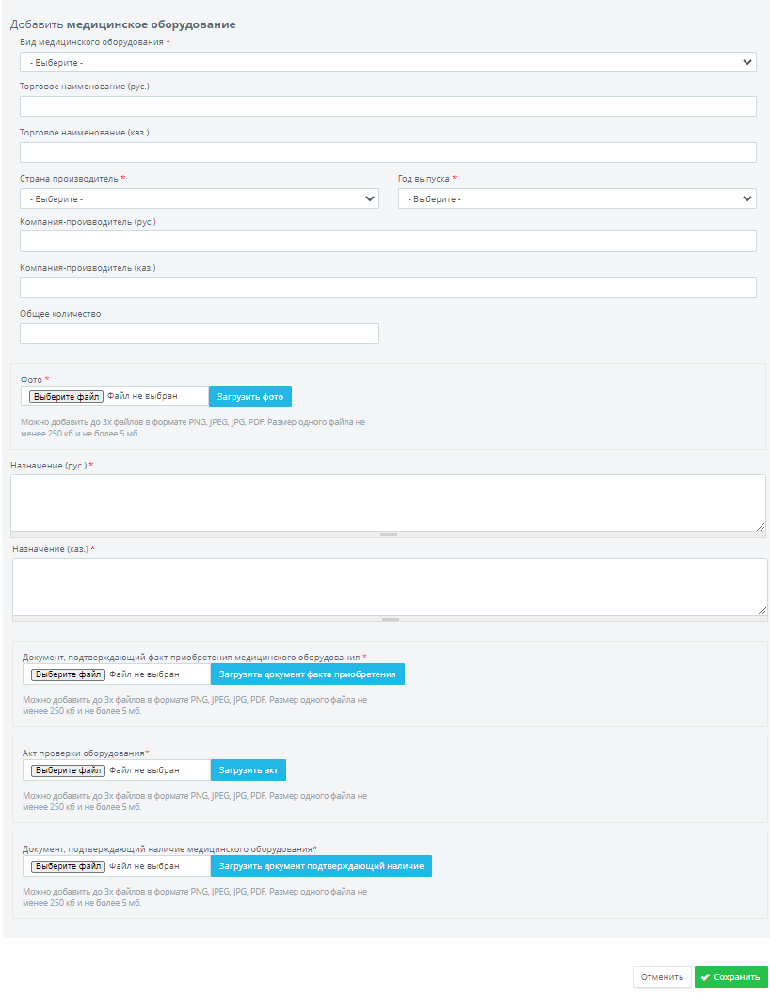 Добавить медицинское оборудование
Вид медицинского оборудования *
- Выберите -
Торговое наименование (рус.)
Торговое наименование (каз.)
Страна производитель * Год выпуска *
- Выберите - - Выберите -
Компания-производитель (рус.)
Компания-производитель (каз.)
Общее количество
Фото *
Выберите файл Файл не выбран Загрузить фото
Можно добавить до 3х файлов в формате PNG, JPEG, JPG, PDF. Размер одного файла не
менее 250 кб и не более 5 мб.
Назначение (рус.) *
Назначение (каз.) *
Документ, подтверждающий факт приобретения медицинского оборудования *
Выберите файл Файл не выбран Загрузить документ факта приобретения
Можно добавить до 3х файлов в формате PNG, JPEG, JPG, PDF. Размер одного файла не
менее 250 кб и не более 5 мб.
Акт проверки оборудования*
Выберите файл Файл не выбран Загрузить акт
Можно добавить до 3х файлов в формате PNG, JPEG, JPG, PDF. Размер одного файла не
менее 250 кб и не более 5 мб.
Документ, подтверждающий наличие медицинского оборудования*
Выберите файл Файл не выбран Загрузить документ подтверждающий наличие
Можно добавить до 3х файлов в формате PNG, JPEG, JPG, PDF. Размер одного файла не
менее 250 кб и не более 5 мб.
Отменить Сохранить